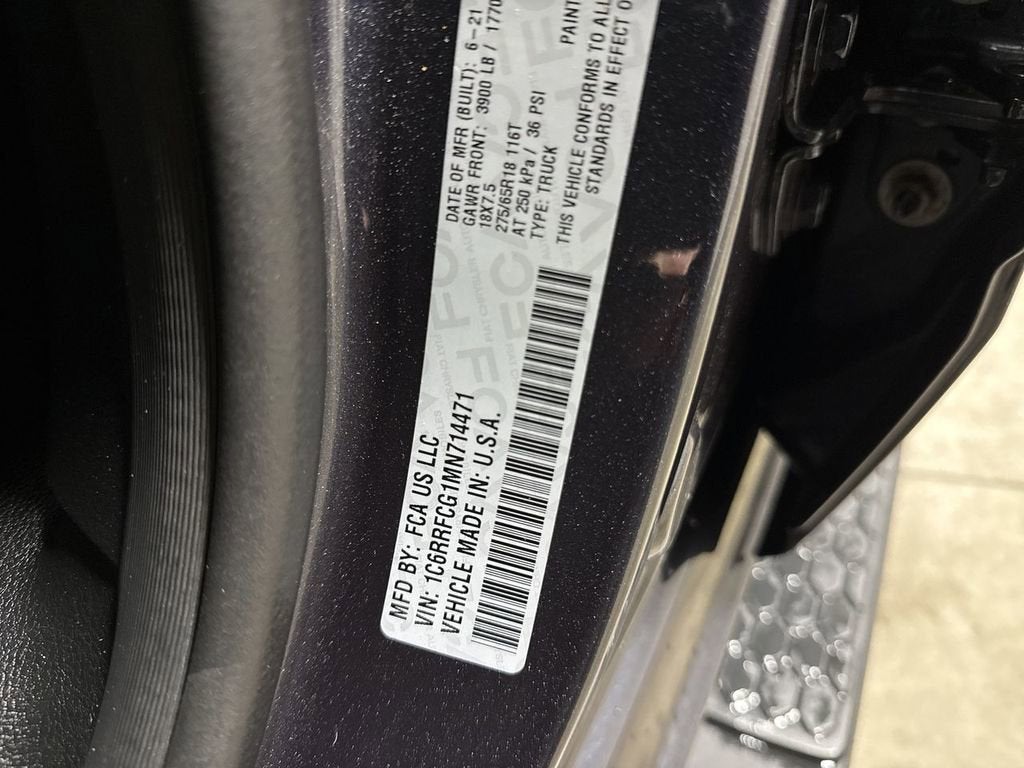 MFD BY: FCA US LLC
VIN: 1C6RRFCG1MN714471
VEHICLE MADE IN: U.S.A.
DATE OF MFR (BUILT): 6-21
GAWR FRONT: 3900 LB / 1770
18X7.5
275/65R18 116T
AT 250 kPa / 36 PSI
TYPE: TRUCK PAINT
THIS VEHICLE CONFORMS TO ALL
STANDARDS IN EFFECT O